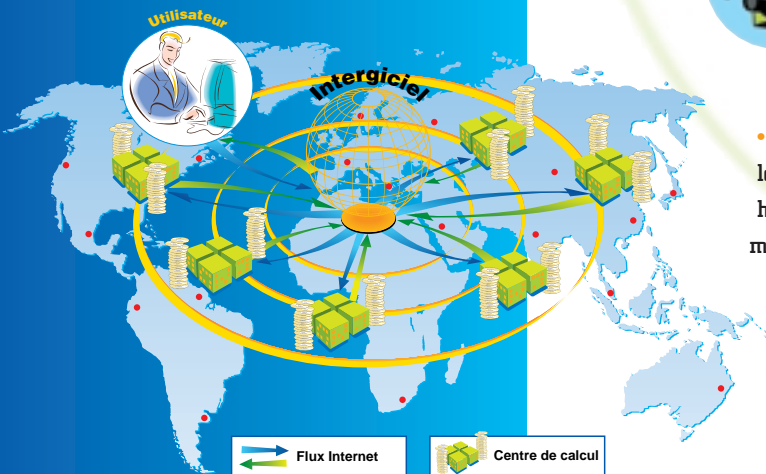 Utilisateur
Intergiciel
Flux Internet
Centre de calcul